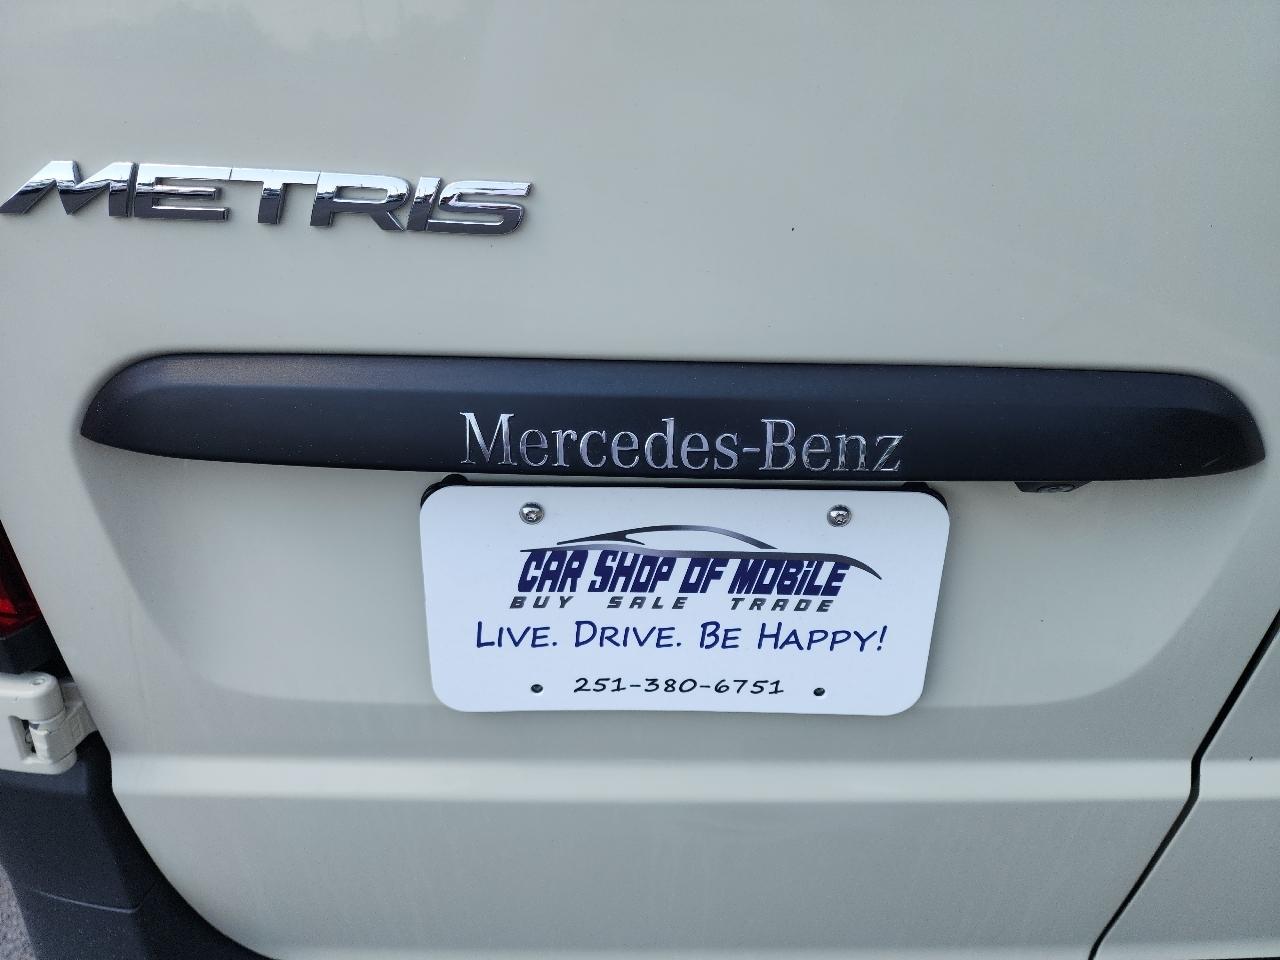 METRIS
Mercedes-Benz
CAR SHOP OF MOBiLE
BUY SALE TRADE
LIVE. DRIVE. BE HAPPY!
251-380-6751